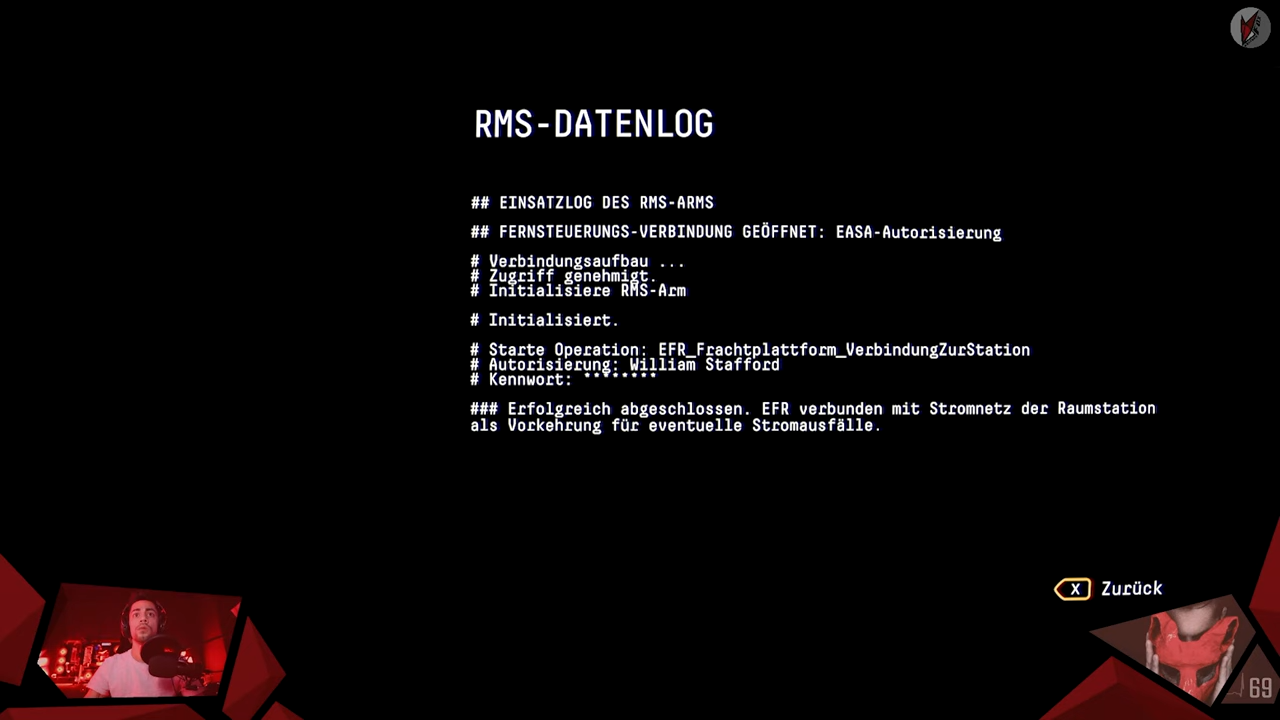 RMS-DATENLOG
## EINSATZLOG DES RMS-ARMS
## FERNSTEUERUNGS-VERBINDUNG GEÖFFNET: EASA-Autorisierung
# Verbindungsaufbau ...
# Zugriff genehmigt.
# Initialisiere RMS-Arm
# Initialisiert.
# Starte Operation: EFR_Frachtplattform_VerbindungZurStation
# Autorisierung: William Stafford
# Kennwort: ********
### Erfolgreich abgeschlossen. EFR verbunden mit Stromnetz der Raumstation
als Vorkehrung für eventuelle Stromausfälle.
X Zurück
69